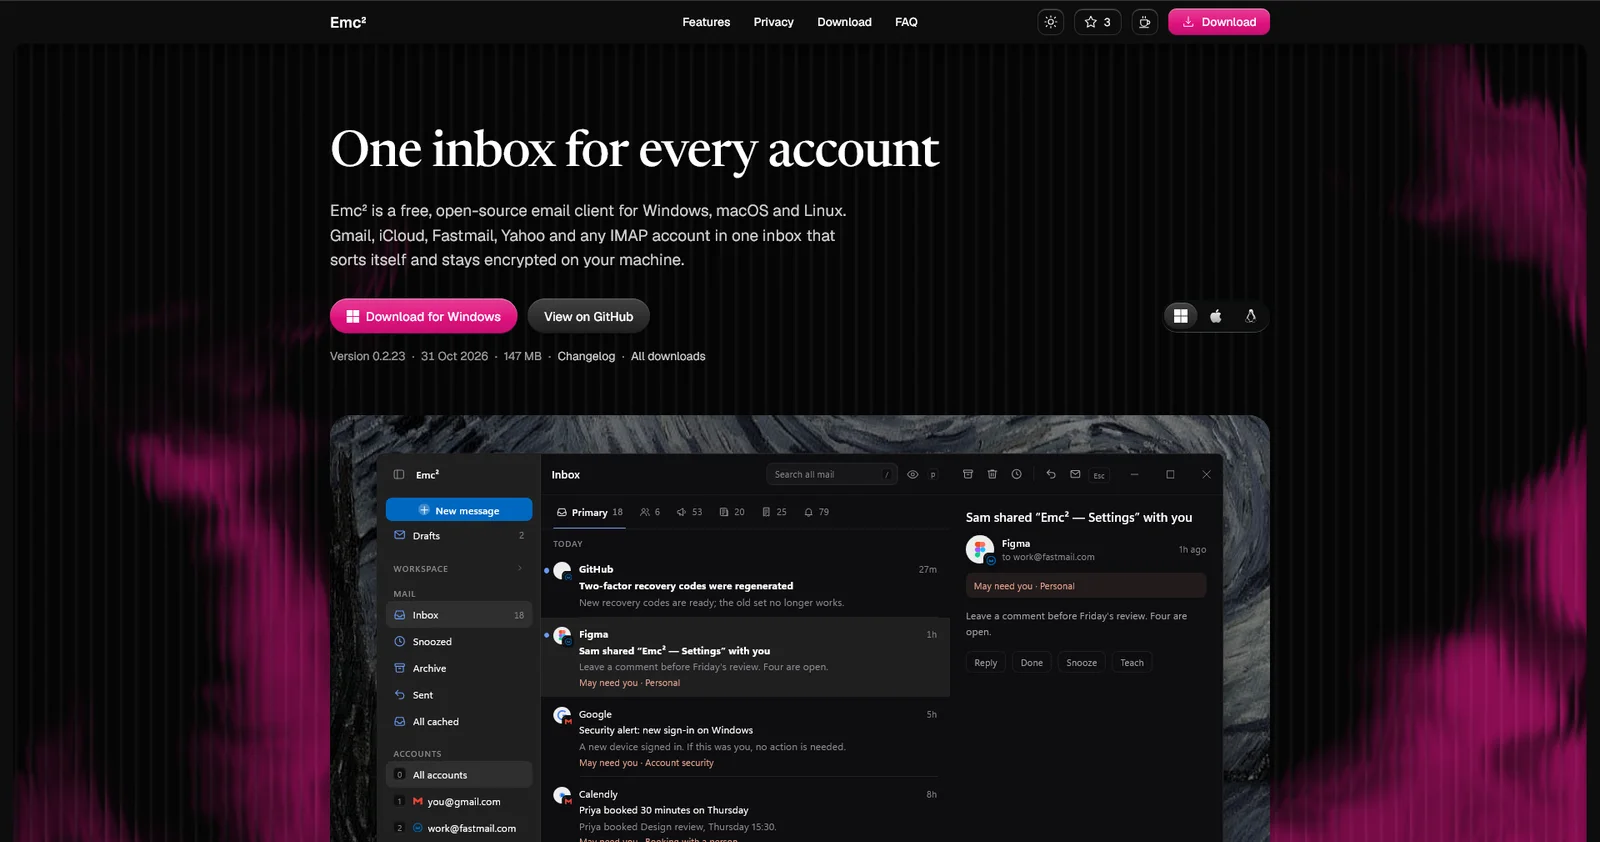 Emc²
Features
Privacy
Download
FAQ
3
Download
One inbox for every account
Emc² is a free, open-source email client for Windows, macOS and Linux.
Gmail, iCloud, Fastmail, Yahoo and any IMAP account in one inbox that
sorts itself and stays encrypted on your machine.
Download for Windows
View on GitHub
Version 0.2.23 · 31 Oct 2026 · 147 MB · Changelog · All downloads
Emc²
New message
Drafts 2
WORKSPACE
MAIL
Inbox 18
Snoozed
Archive
Sent
All cached
ACCOUNTS
0 All accounts
1 you@gmail.com
2 work@fastmail.com
Inbox
Search all mail /
p
Esc
Primary 18
6
53
20
25
79
TODAY
GitHub 27m
Two-factor recovery codes were regenerated
New recovery codes are ready; the old set no longer works.
Figma 1h
Sam shared “Emc² — Settings” with you
Leave a comment before Friday's review. Four are open.
May need you · Personal
Google 5h
Security alert: new sign-in on Windows
A new device signed in. If this was you, no action is needed.
May need you · Account security
Calendly 8h
Priya booked 30 minutes on Thursday
Priya booked Design review, Thursday 15:30.
May need you · Booking with a person
Sam shared “Emc² — Settings” with you
Figma
to work@fastmail.com
1h ago
May need you · Personal
Leave a comment before Friday's review. Four are
open.
Reply
Done
Snooze
Teach